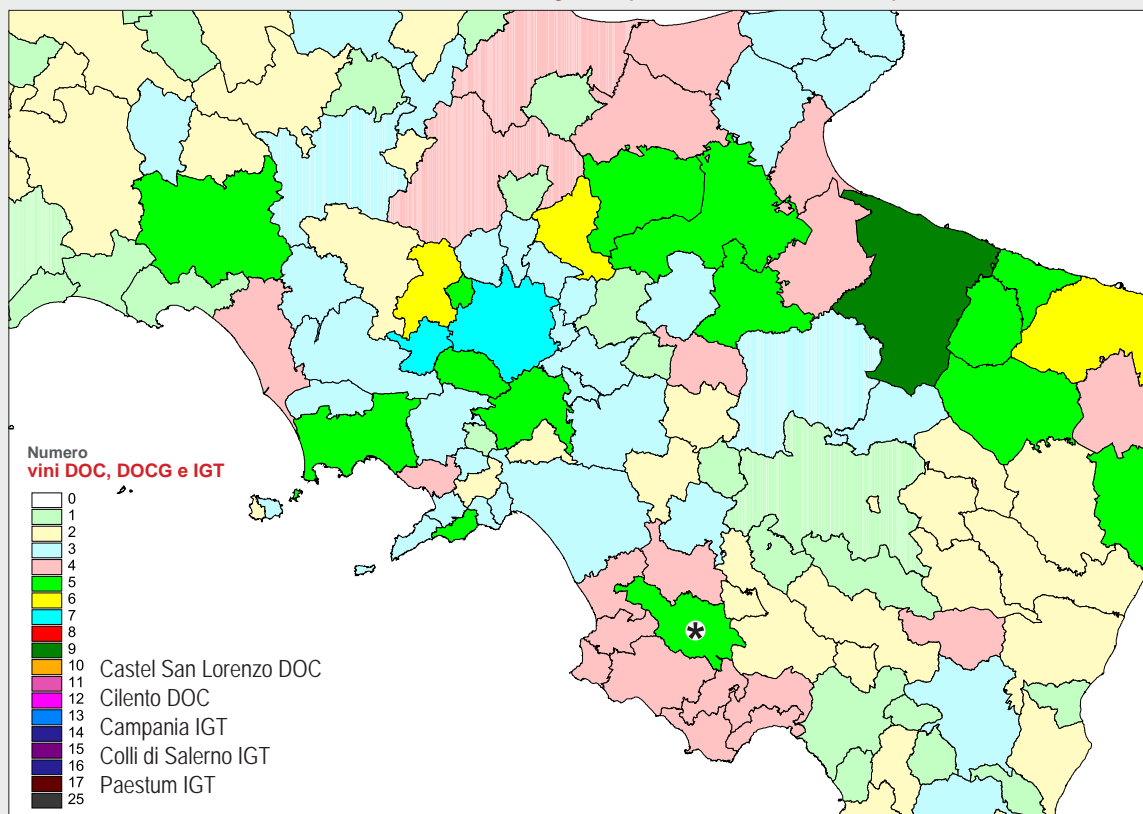 Numero
vini DOC, DOCG e IGT
0
1
2
3
4
5
6
7
8
9
10
11
12
13
14
15
16
17
25
Castel San Lorenzo DOC
Cilento DOC
Campania IGT
Colli di Salerno IGT
Paestum IGT
*